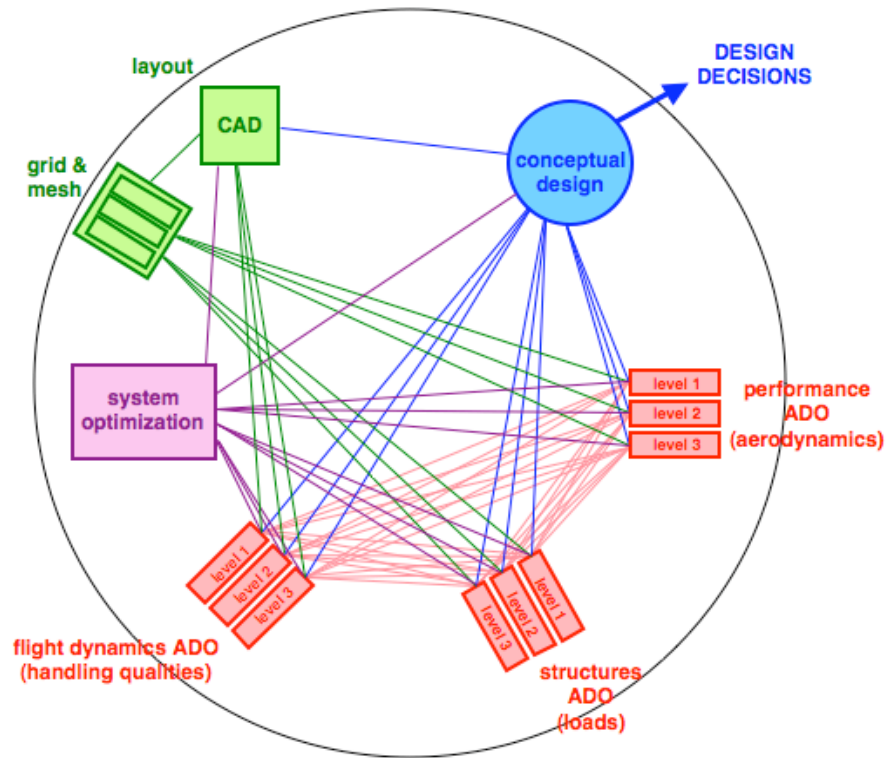 DESIGN
DECISIONS
layout
CAD
conceptual
design
grid &
mesh
system
optimization
level 1
level 2
level 3
performance
ADO
(aerodynamics)
level 1
level 2
level 3
flight dynamics ADO
(handling qualities)
level 1
level 2
level 3
structures
ADO
(loads)